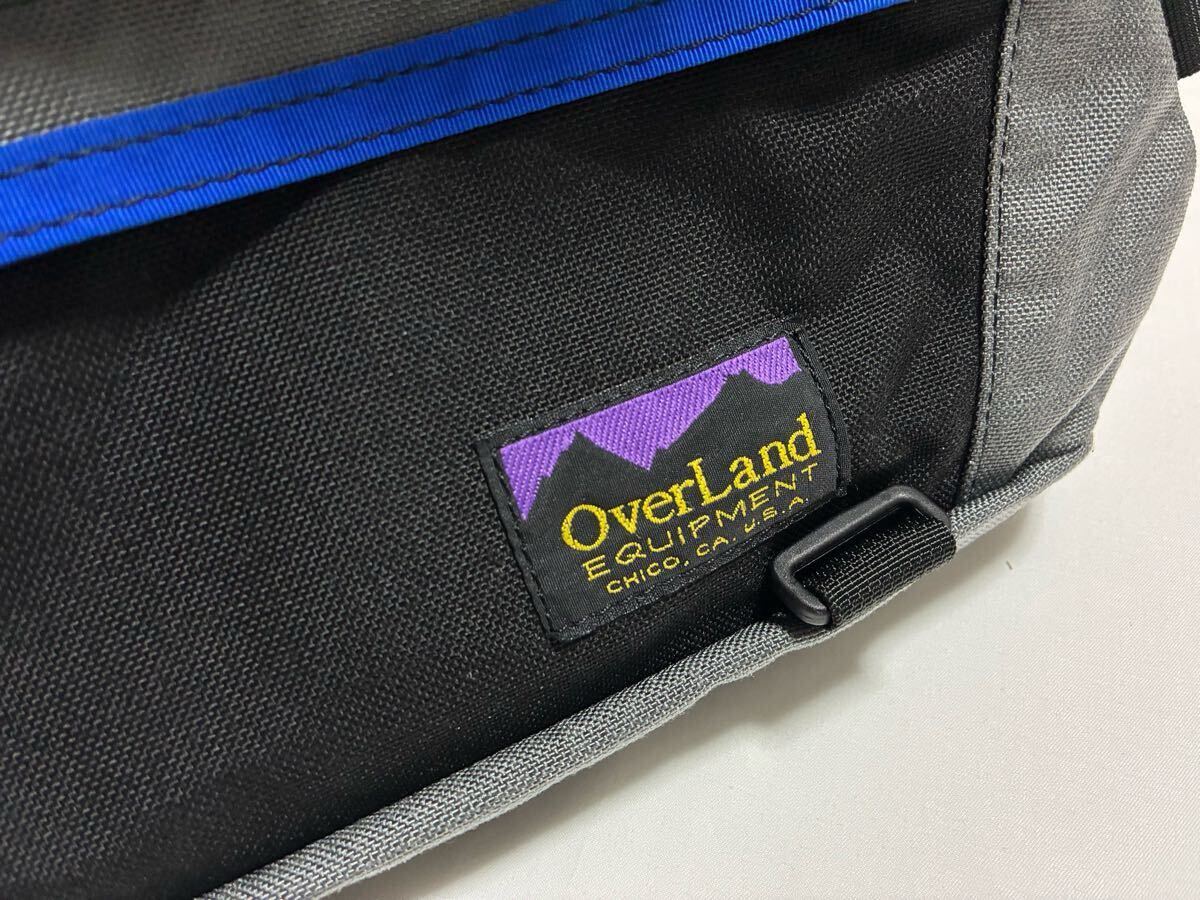 OverLand
EQUIPMENT
CHICO, CA. U.S.A.